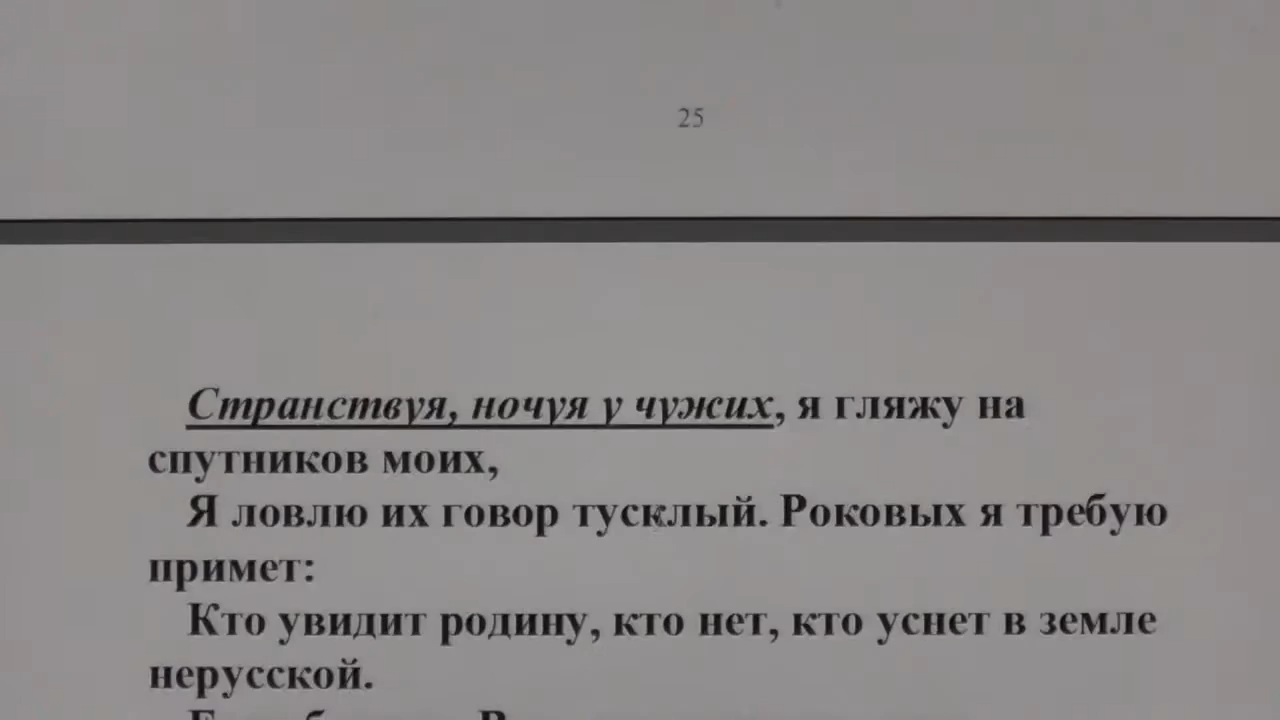 25
Странствуя, ночуя у чужих, я гляжу на
спутников моих,
Я ловлю их говор тусклый. Роковых я требую
примет:
Кто увидит родину, кто нет, кто уснет в земле
нерусской.